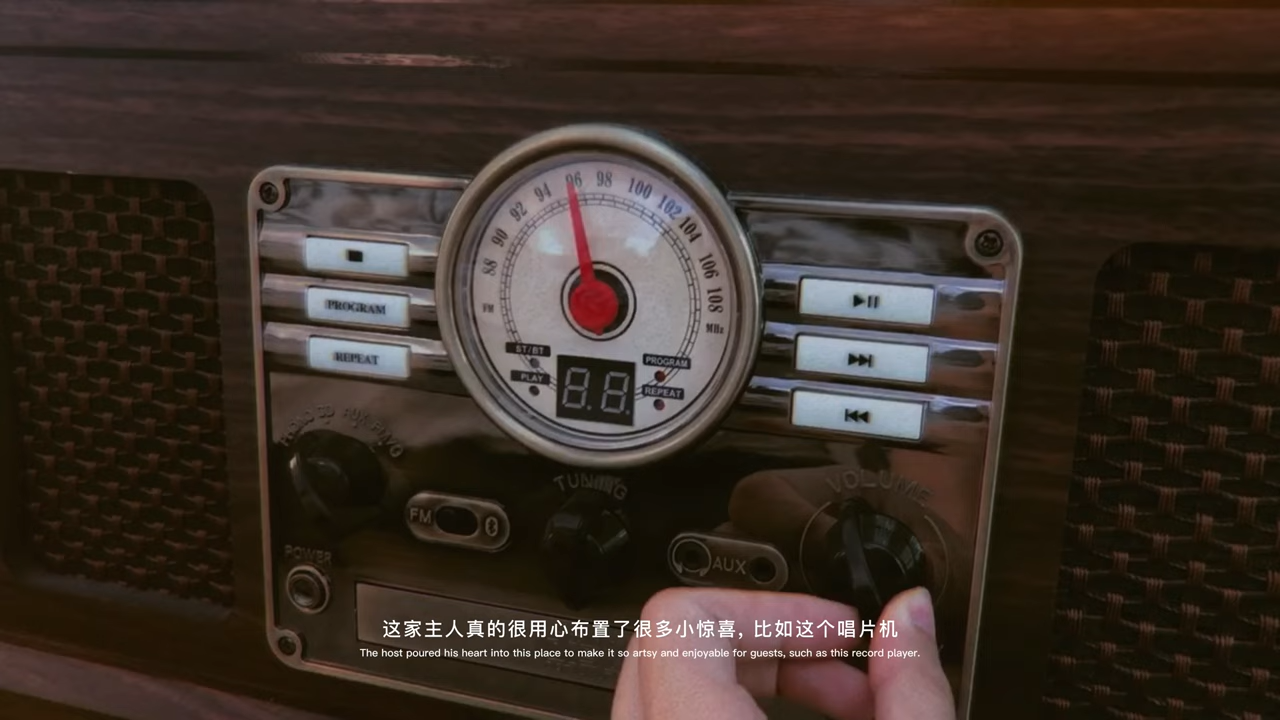 88 90 92 94 96 98 100 102 104 106 108
FM
MHz
PROGRAM
REPEAT
BT/BT
PLAY
PROGRAM
REPEAT
8.8.
TUNING
VOLUME
FM
AUX
POWER
这家主人真的很用心布置了很多小惊喜, 比如这个唱片机
The host poured his heart into this place to make it so artsy and enjoyable for guests, such as this record player.